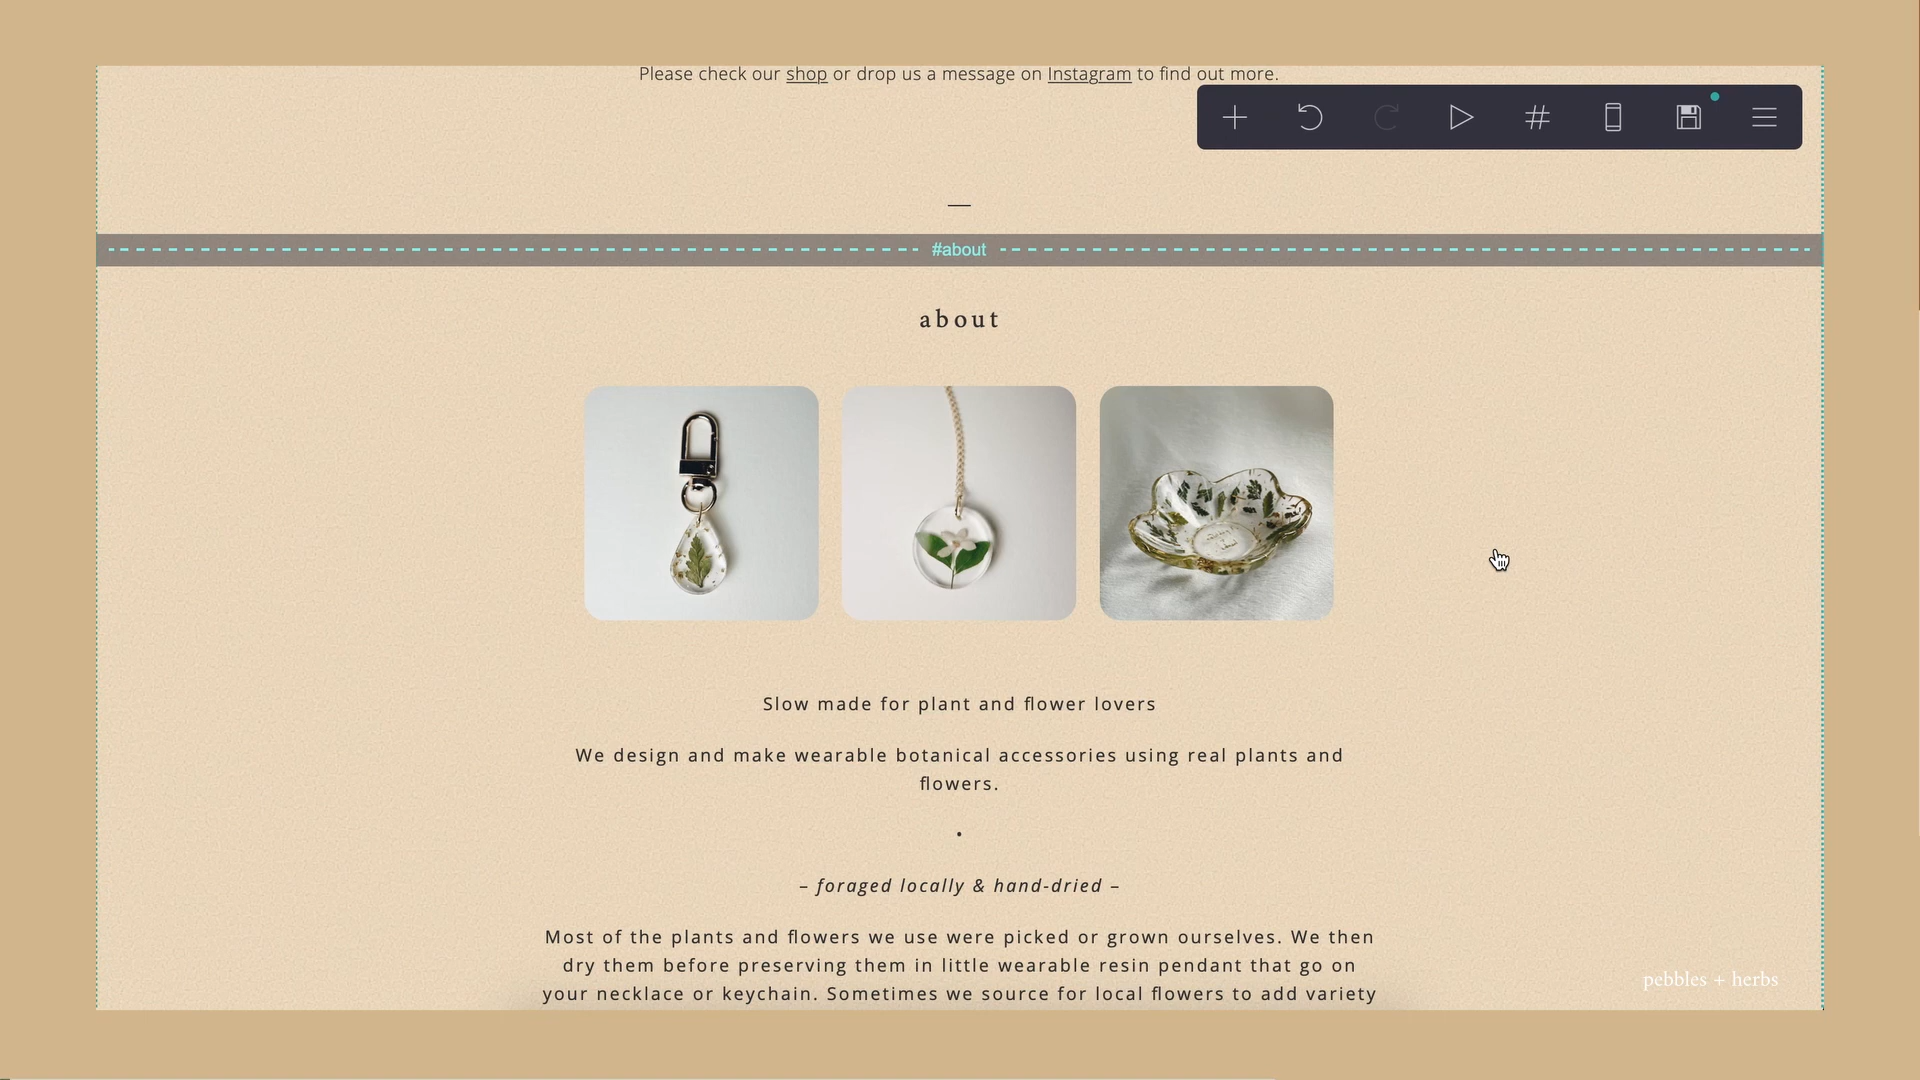 Please check our shop or drop us a message on Instagram to find out more.
—
#about
about
Slow made for plant and flower lovers
We design and make wearable botanical accessories using real plants and
flowers.
•
– foraged locally & hand-dried –
Most of the plants and flowers we use were picked or grown ourselves. We then
dry them before preserving them in little wearable resin pendant that go on
your necklace or keychain. Sometimes we source for local flowers to add variety
pebbles + herbs